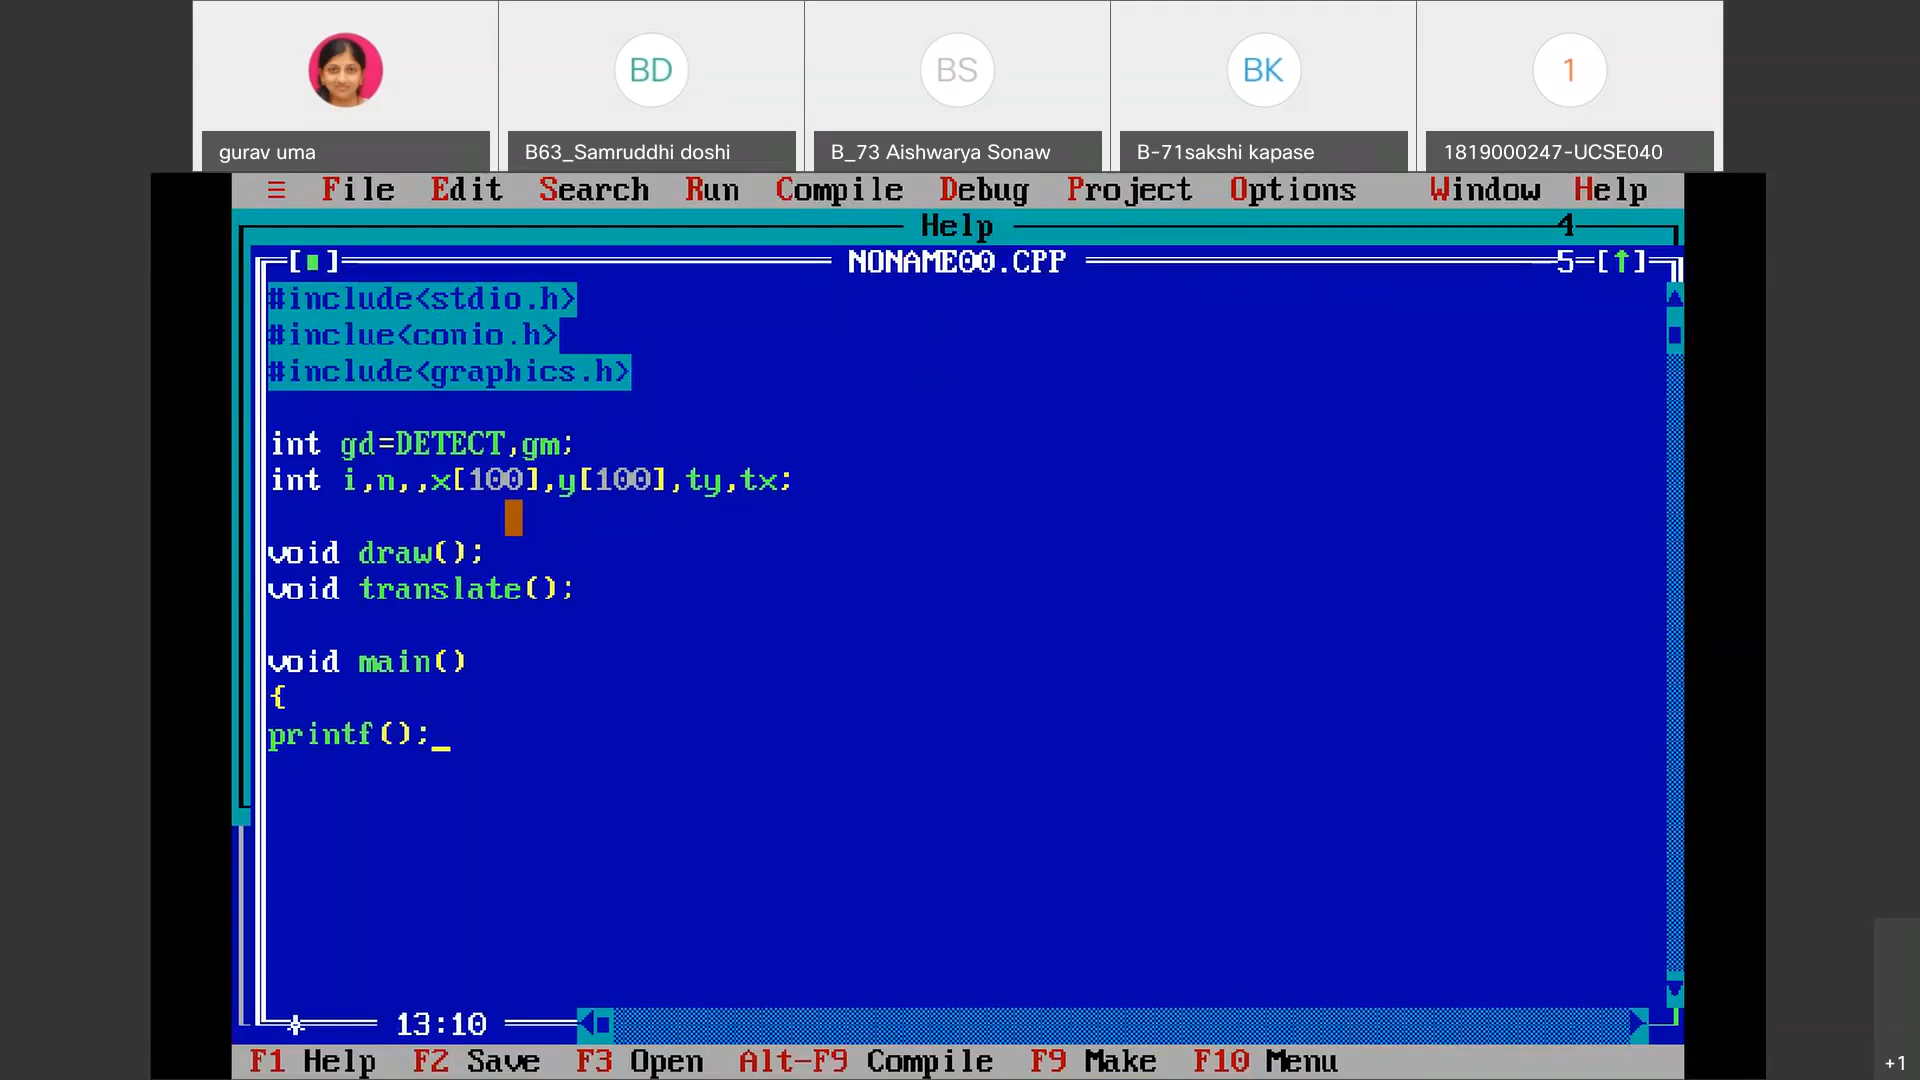 BD
BS
BK
1
gurav uma
B63_Samruddhi doshi
B_73 Aishwarya Sonaw
B-71sakshi kapase
1819000247-UCSE040
≡ File Edit Search Run Compile Debug Project Options Window Help
Help 4
[■] NONAME00.CPP 5=[↑]
#include<stdio.h>
#inclue<conio.h>
#include<graphics.h>
int gd=DETECT,gm;
int i,n,,x[100],y[100],ty,tx;
void draw();
void translate();
void main()
{
printf();_
* 13:10
F1 Help F2 Save F3 Open Alt-F9 Compile F9 Make F10 Menu
+1